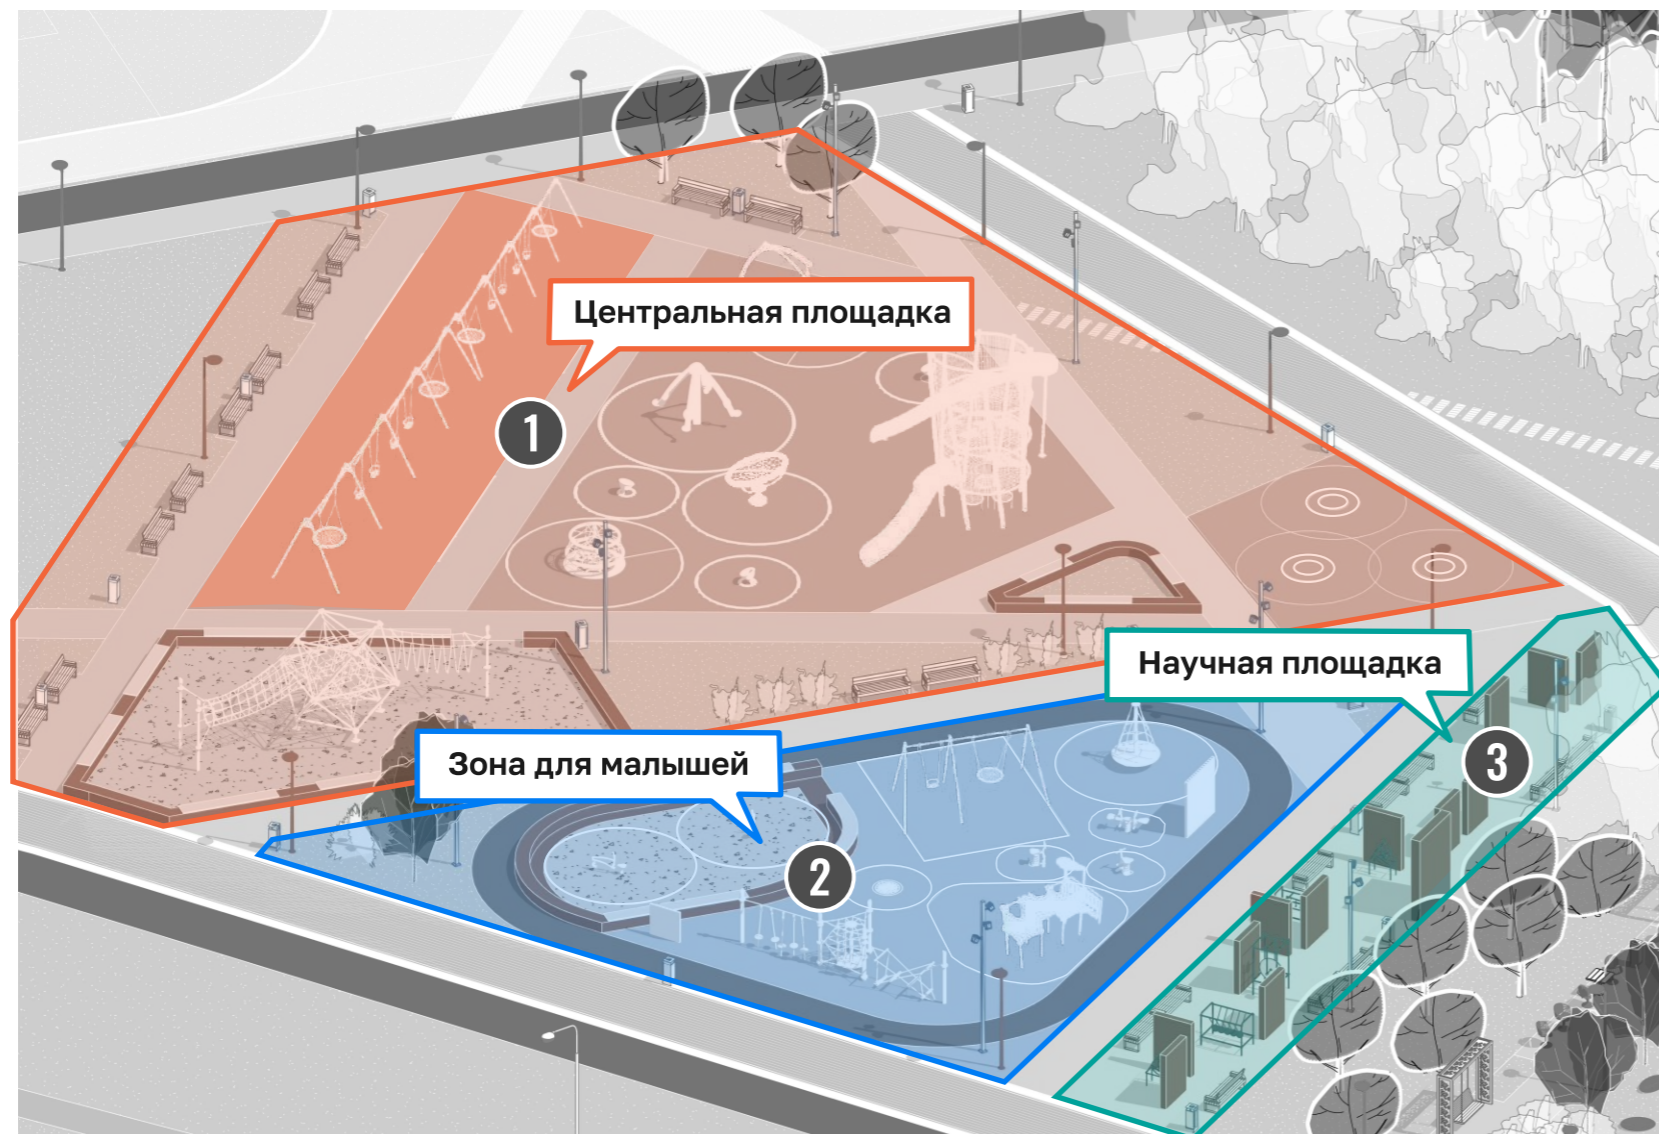 Центральная площадка
1
Научная площадка
3
Зона для малышей
2